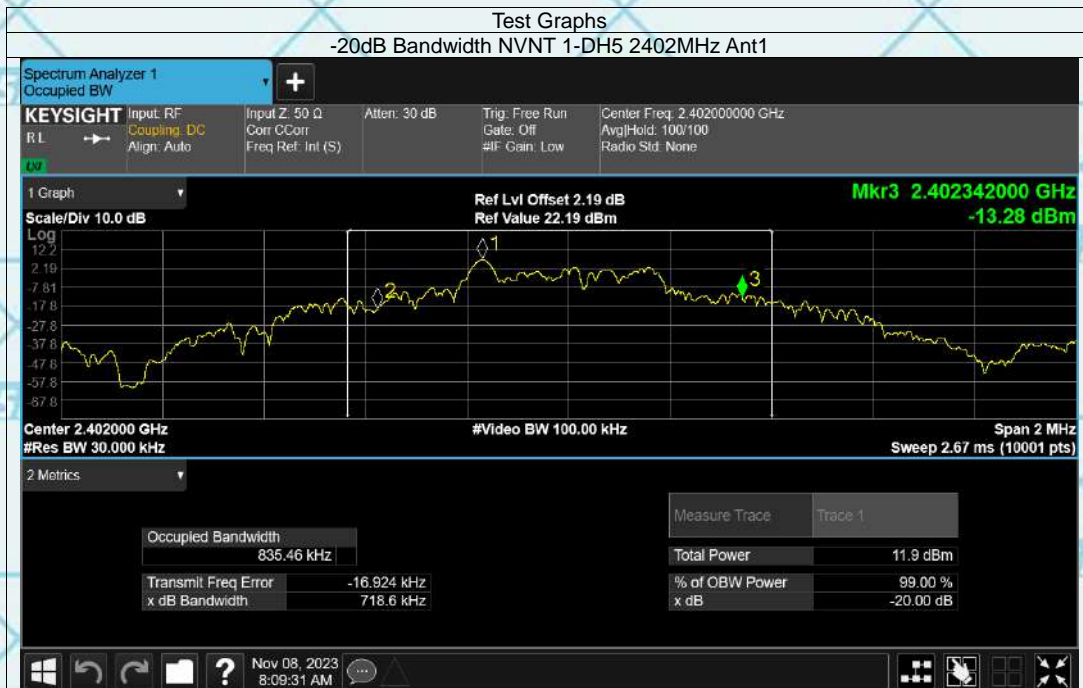 Test Graphs
-20dB Bandwidth NVNT 1-DH5 2402MHz Ant1
Spectrum Analyzer 1
Occupied BW
+
KEYSIGHT
Input: RF
Input Z: 50 Ω
Atten: 30 dB
Trig: Free Run
Center Freq: 2.402000000 GHz
R L
Coupling: DC
Corr CCorr
Gate: Off
Avg|Hold: 100/100
Align: Auto
Freq Ref: Int (S)
#IF Gain: Low
Radio Std: None
LXI
1 Graph
Ref Lvl Offset 2.19 dB
Mkr3 2.402342000 GHz
Scale/Div 10.0 dB
Ref Value 22.19 dBm
-13.28 dBm
Log
12.2
2.19
-7.81
-17.8
-27.8
-37.8
-47.8
-57.8
-67.8
1
2
3
Center 2.402000 GHz
#Video BW 100.00 kHz
Span 2 MHz
#Res BW 30.000 kHz
Sweep 2.67 ms (10001 pts)
2 Metrics
Measure Trace
Trace 1
Occupied Bandwidth
835.46 kHz
Total Power
11.9 dBm
Transmit Freq Error
-16.924 kHz
% of OBW Power
99.00 %
x dB Bandwidth
718.6 kHz
x dB
-20.00 dB
?
Nov 08, 2023
8:09:31 AM